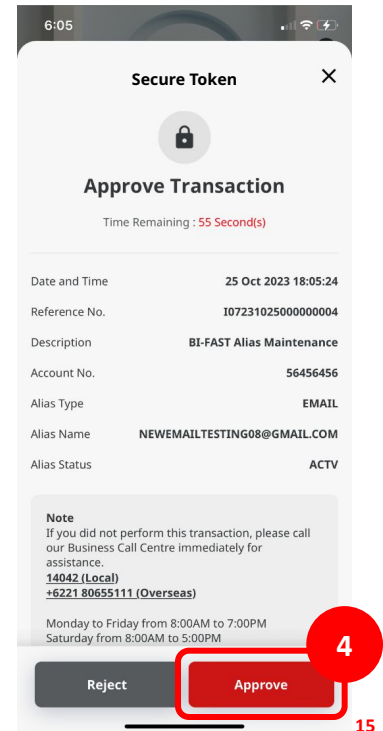 6:05
Secure Token
Approve Transaction
Time Remaining : 55 Second(s)
Date and Time 25 Oct 2023 18:05:24
Reference No. I07231025000000004
Description BI-FAST Alias Maintenance
Account No. 56456456
Alias Type EMAIL
Alias Name NEWEMAILTESTING08@GMAIL.COM
Alias Status ACTV
Note
If you did not perform this transaction, please call
our Business Call Centre immediately for
assistance.
14042 (Local)
+6221 80655111 (Overseas)
Monday to Friday from 8:00AM to 7:00PM
Saturday from 8:00AM to 5:00PM
4
Reject Approve
15